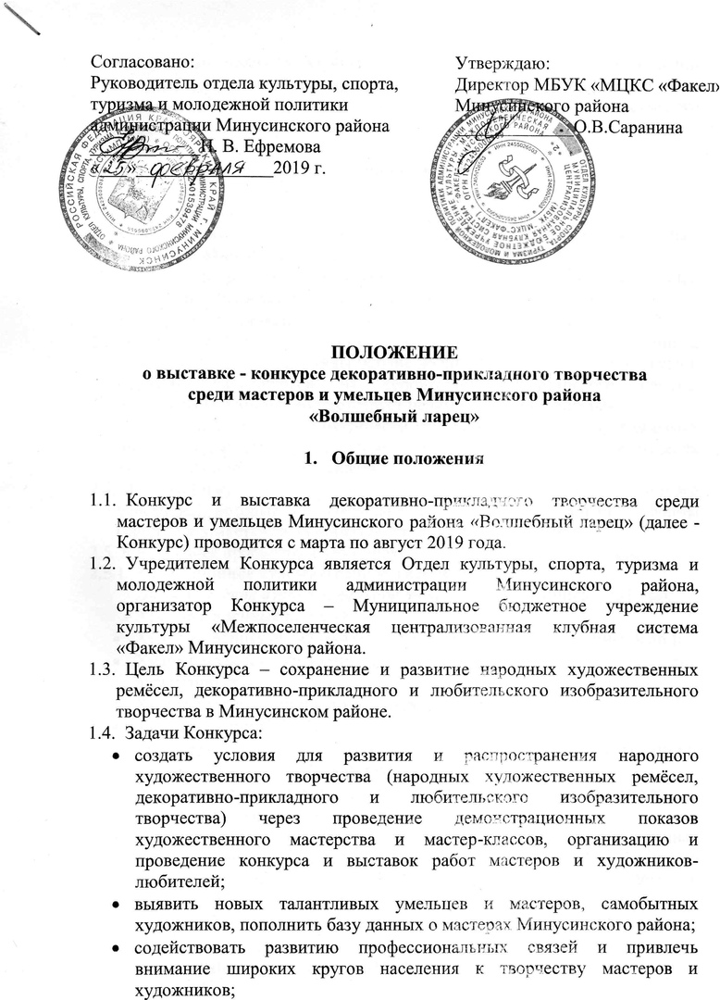 Согласовано:
Руководитель отдела культуры, спорта,
туризма и молодежной политики
администрации Минусинского района
Н. В. Ефремова
«25» февраля 2019 г.
Утверждаю:
Директор МБУК «МЦКС «Факел»
Минусинского района
О.В.Саранина
ПОЛОЖЕНИЕ
о выставке - конкурсе декоративно-прикладного творчества
среди мастеров и умельцев Минусинского района
«Волшебный ларец»
1. Общие положения
1.1. Конкурс и выставка декоративно-прикладного творчества среди
мастеров и умельцев Минусинского района «Волшебный ларец» (далее -
Конкурс) проводится с марта по август 2019 года.
1.2. Учредителем Конкурса является Отдел культуры, спорта, туризма и
молодежной политики администрации Минусинского района,
организатор Конкурса – Муниципальное бюджетное учреждение
культуры «Межпоселенческая централизованная клубная система
«Факел» Минусинского района.
1.3. Цель Конкурса – сохранение и развитие народных художественных
ремёсел, декоративно-прикладного и любительского изобразительного
творчества в Минусинском районе.
1.4. Задачи Конкурса:
• создать условия для развития и распространения народного
художественного творчества (народных художественных ремёсел,
декоративно-прикладного и любительского изобразительного
творчества) через проведение демонстрационных показов
художественного мастерства и мастер-классов, организацию и
проведение конкурса и выставок работ мастеров и художников-
любителей;
• выявить новых талантливых умельцев и мастеров, самобытных
художников, пополнить базу данных о мастерах Минусинского района;
• содействовать развитию профессиональных связей и привлечь
внимание широких кругов населения к творчеству мастеров и
художников;